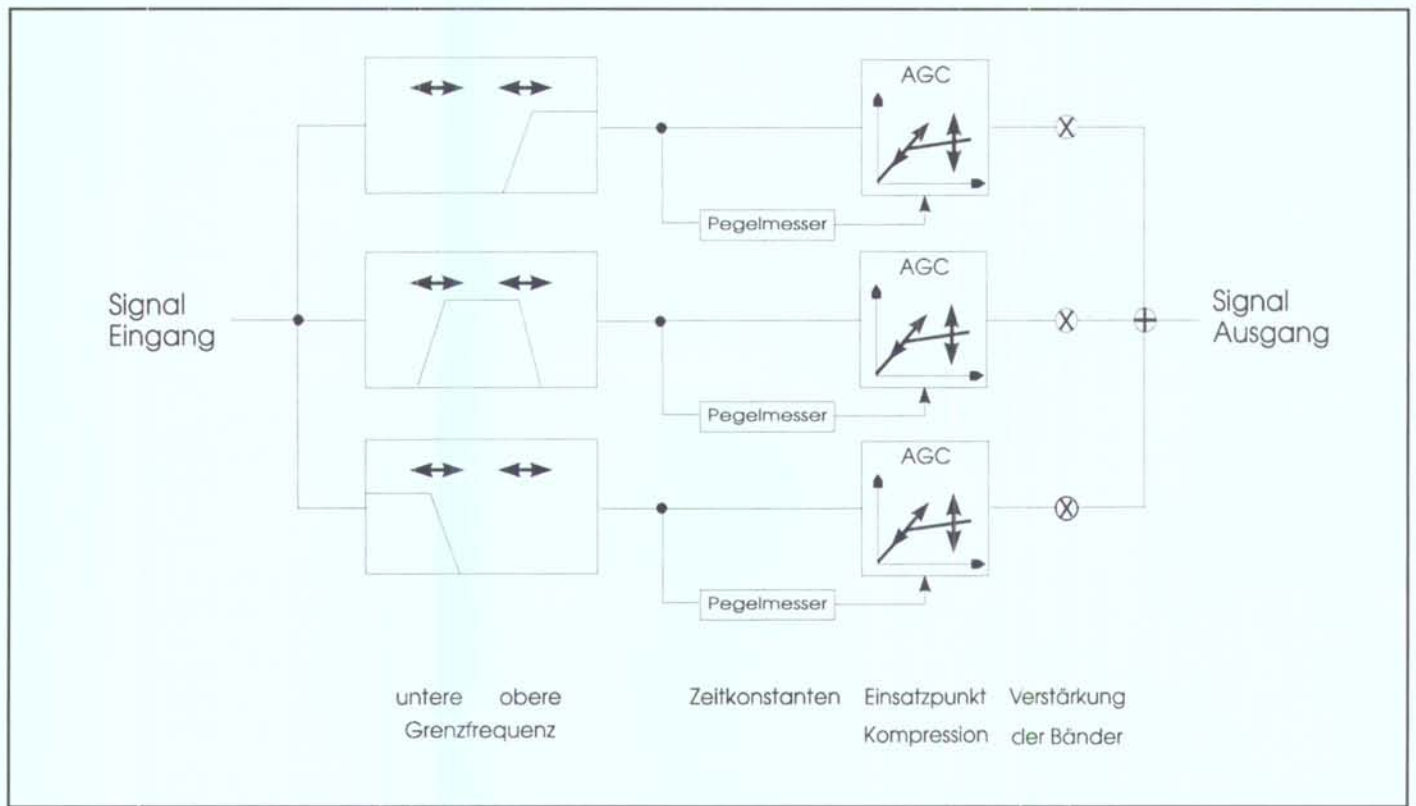 AGC
Pegelmesser
AGC
Signal
Eingang
Signal
Ausgang
Pegelmesser
AGC
Pegelmesser
untere obere Zeitkonstanten Einsatzpunkt Verstärkung
Grenzfrequenz Kompression der Bänder